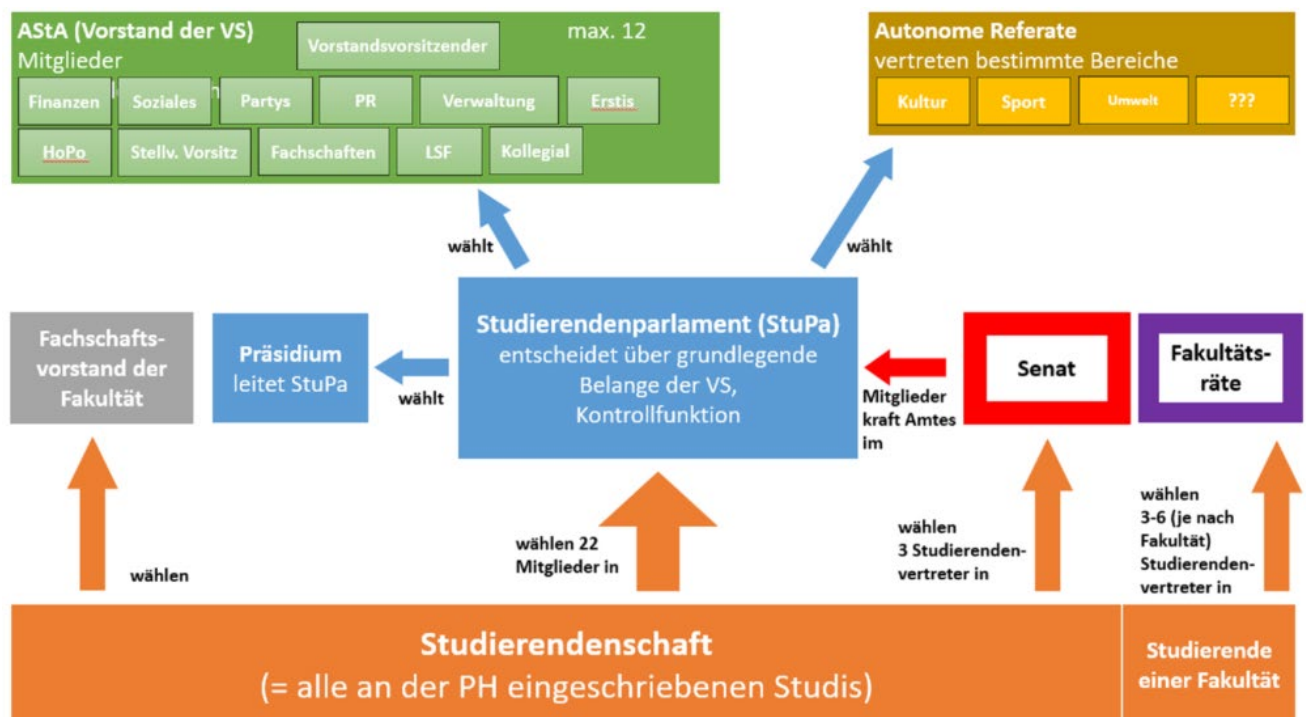 AStA (Vorstand der VS)
max. 12
Mitglieder
Vorstandsvorsitzender
Finanzen
Soziales
Partys
PR
Verwaltung
Erstis
HoPo
Stellv. Vorsitz
Fachschaften
LSF
Kollegial
Autonome Referate
vertreten bestimmte Bereiche
Kultur
Sport
Umwelt
???
wählt
wählt
Fachschafts-
vorstand der
Fakultät
Präsidium
leitet StuPa
wählt
Studierendenparlament (StuPa)
entscheidet über grundlegende
Belange der VS,
Kontrollfunktion
Mitglieder
kraft Amtes
im
Senat
Fakultäts-
räte
wählen
wählen 22
Mitglieder in
wählen
3 Studierenden-
vertreter in
wählen
3-6 (je nach
Fakultät)
Studierenden-
vertreter in
Studierendenschaft
(= alle an der PH eingeschriebenen Studis)
Studierende
einer Fakultät